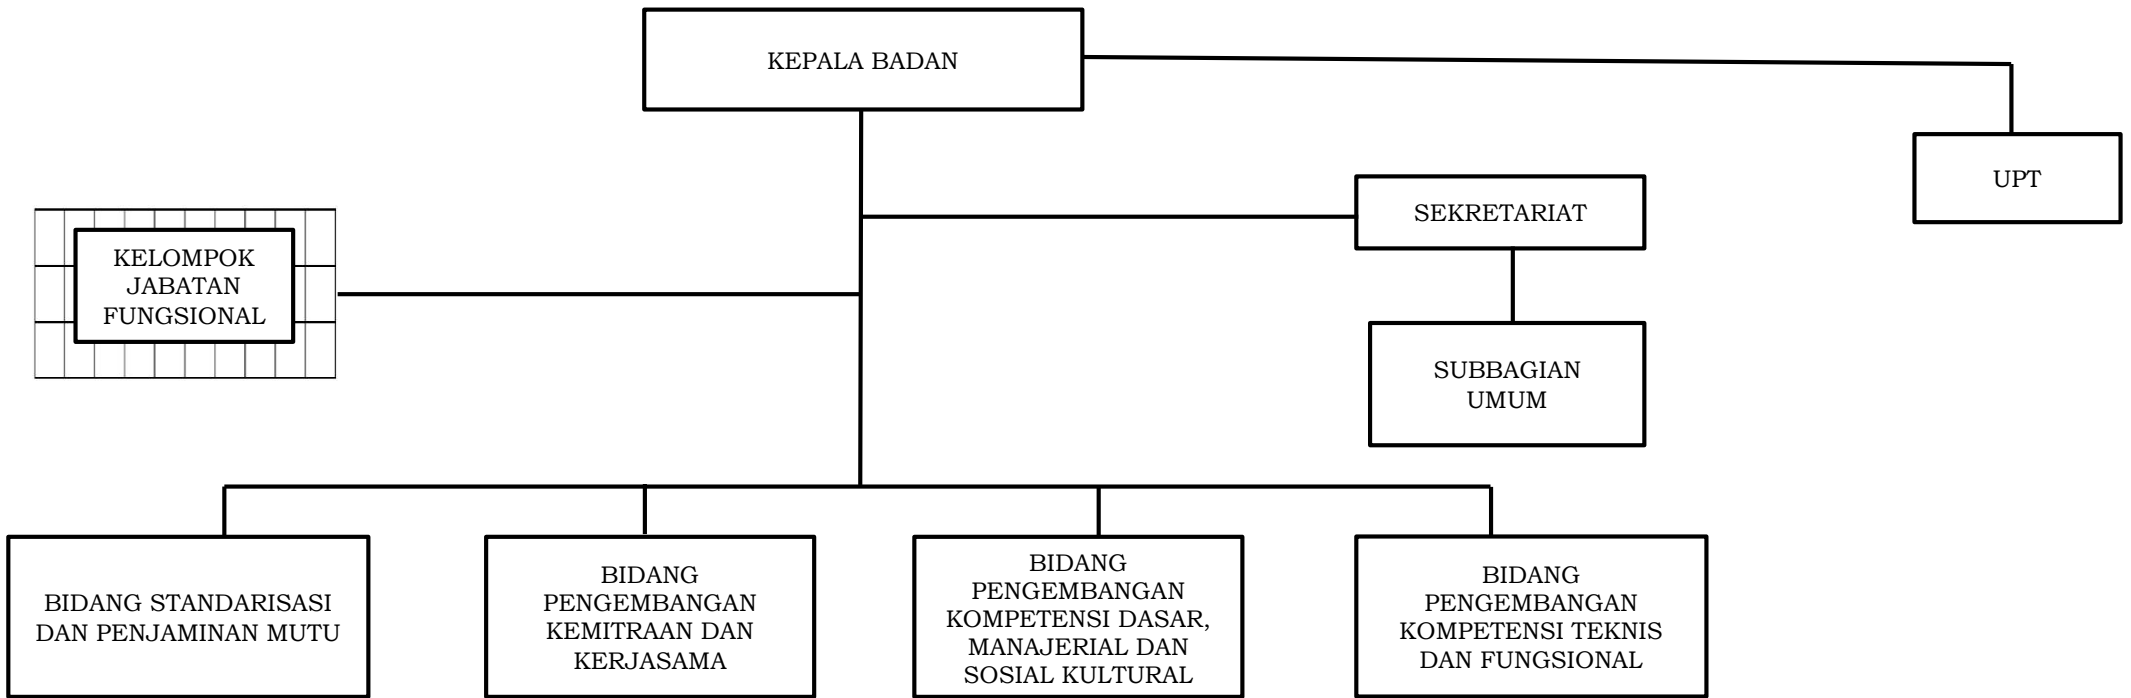 KEPALA BADAN
UPT
SEKRETARIAT
KELOMPOK
JABATAN
FUNGSIONAL
SUBBAGIAN
UMUM
BIDANG STANDARISASI
DAN PENJAMINAN MUTU
BIDANG
PENGEMBANGAN
KEMITRAAN DAN
KERJASAMA
BIDANG
PENGEMBANGAN
KOMPETENSI DASAR,
MANAJERIAL DAN
SOSIAL KULTURAL
BIDANG
PENGEMBANGAN
KOMPETENSI TEKNIS
DAN FUNGSIONAL